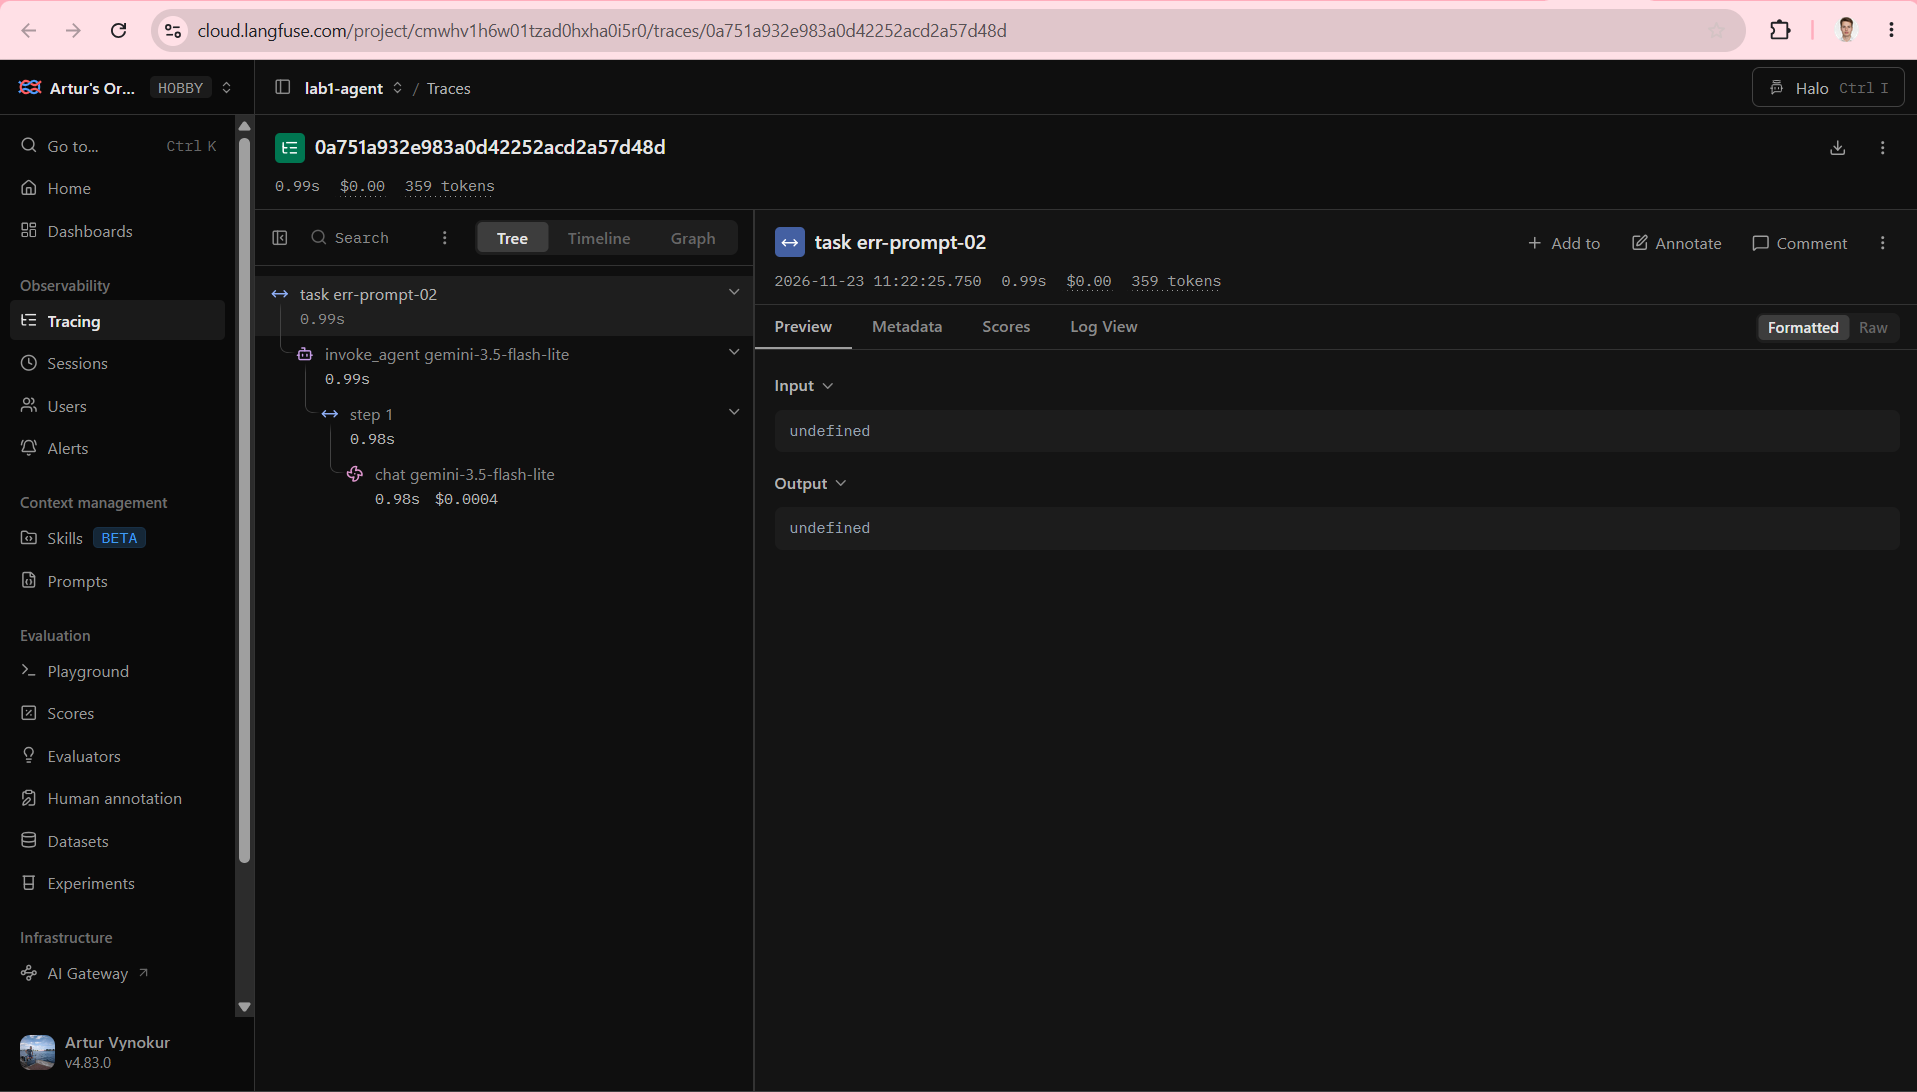 cloud.langfuse.com/project/cmwhv1h6w01tzad0hxha0i5r0/traces/0a751a932e983a0d42252acd2a57d48d
Artur's Or... HOBBY
lab1-agent / Traces
Halo Ctrl I
Go to... Ctrl K
Home
Dashboards
Observability
Tracing
Sessions
Users
Alerts
Context management
Skills BETA
Prompts
Evaluation
Playground
Scores
Evaluators
Human annotation
Datasets
Experiments
Infrastructure
AI Gateway
Artur Vynokur
v4.83.0
0a751a932e983a0d42252acd2a57d48d
0.99s $0.00 359 tokens
Search Tree Timeline Graph
task err-prompt-02
0.99s
invoke_agent gemini-3.5-flash-lite
0.99s
step 1
0.98s
chat gemini-3.5-flash-lite
0.98s $0.0004
task err-prompt-02
Add to Annotate Comment
2026-11-23 11:22:25.750 0.99s $0.00 359 tokens
Preview Metadata Scores Log View Formatted Raw
Input
undefined
Output
undefined